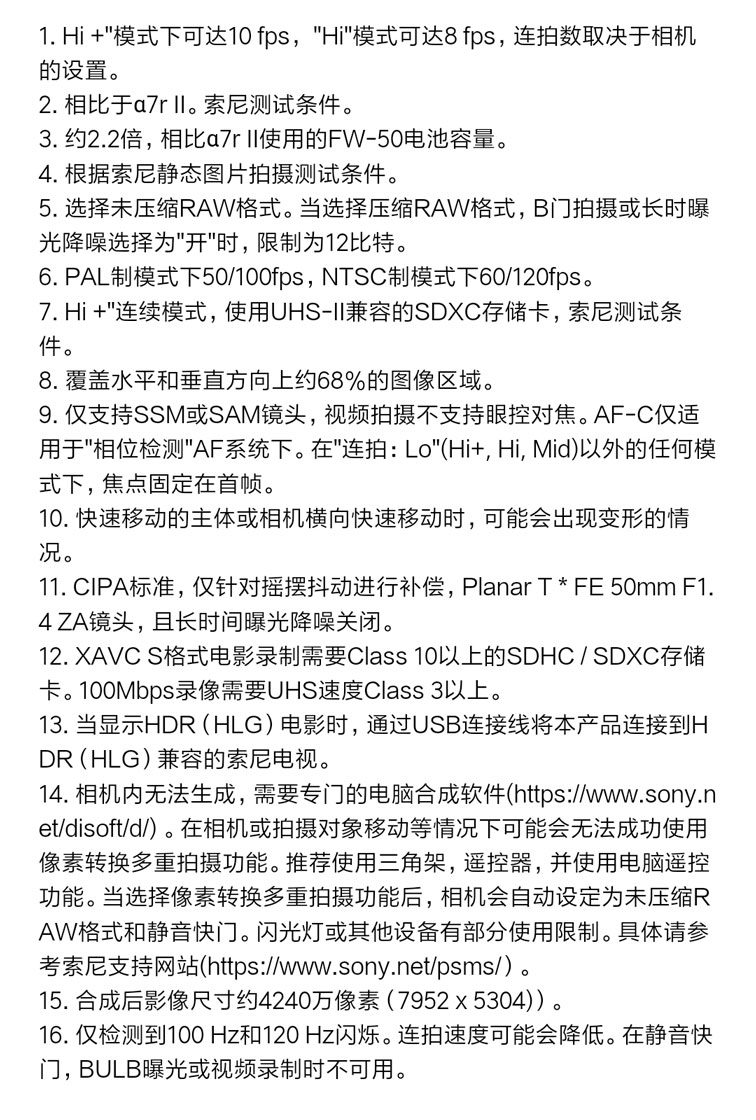 1. Hi +"模式下可达10 fps，"Hi"模式可达8 fps，连拍数取决于相机
的设置。
2. 相比于α7r II。索尼测试条件。
3. 约2.2倍，相比α7r II使用的FW-50电池容量。
4. 根据索尼静态图片拍摄测试条件。
5. 选择未压缩RAW格式。当选择压缩RAW格式，B门拍摄或长时曝
光降噪选择为"开"时，限制为12比特。
6. PAL制模式下50/100fps，NTSC制模式下60/120fps。
7. Hi +"连续模式，使用UHS-II兼容的SDXC存储卡，索尼测试条
件。
8. 覆盖水平和垂直方向上约68%的图像区域。
9. 仅支持SSM或SAM镜头，视频拍摄不支持眼控对焦。AF-C仅适
用于"相位检测"AF系统下。在"连拍：Lo"(Hi+, Hi, Mid)以外的任何模
式下，焦点固定在首帧。
10. 快速移动的主体或相机横向快速移动时，可能会出现变形的情
况。
11. CIPA标准，仅针对摇摆抖动进行补偿，Planar T * FE 50mm F1.
4 ZA镜头，且长时间曝光降噪关闭。
12. XAVC S格式电影录制需要Class 10以上的SDHC / SDXC存储
卡。100Mbps录像需要UHS速度Class 3以上。
13. 当显示HDR（HLG）电影时，通过USB连接线将本产品连接到H
DR（HLG）兼容的索尼电视。
14. 相机内无法生成，需要专门的电脑合成软件(https://www.sony.n
et/disoft/d/) 。在相机或拍摄对象移动等情况下可能会无法成功使用
像素转换多重拍摄功能。推荐使用三角架，遥控器，并使用电脑遥控
功能。当选择像素转换多重拍摄功能后，相机会自动设定为未压缩R
AW格式和静音快门。闪光灯或其他设备有部分使用限制。具体请参
考索尼支持网站(https://www.sony.net/psms/）。
15. 合成后影像尺寸约4240万像素（7952 x 5304)）。
16. 仅检测到100 Hz和120 Hz闪烁。连拍速度可能会降低。在静音快
门，BULB曝光或视频录制时不可用。